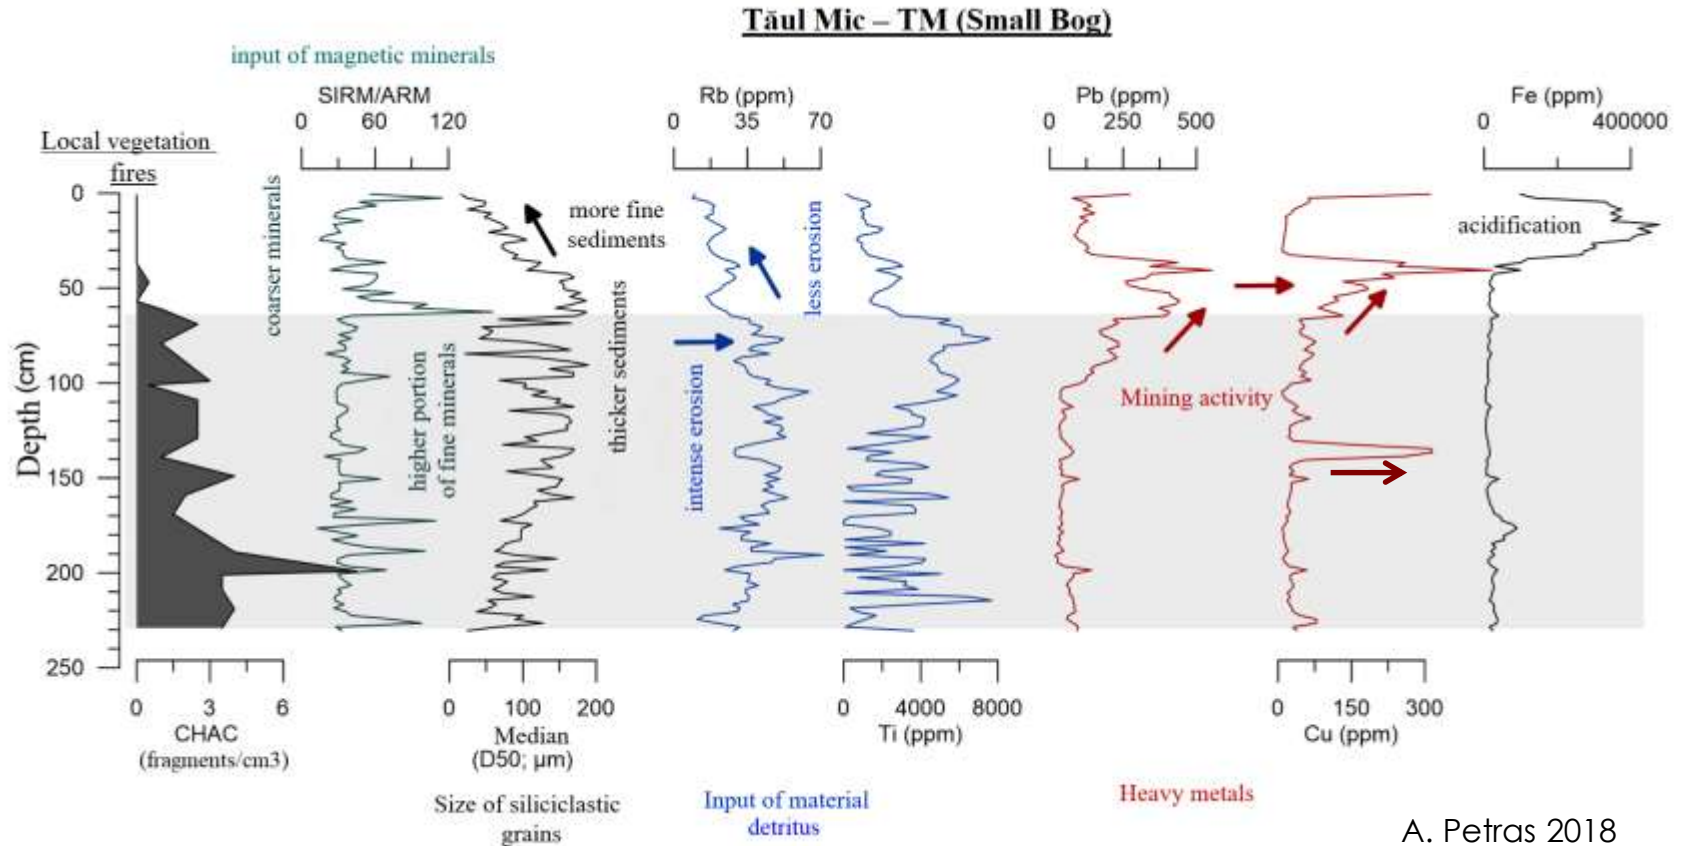 Tăul Mic – TM (Small Bog)
input of magnetic minerals
SIRM/ARM
0 60 120
Rb (ppm)
0 35 70
Pb (ppm)
0 250 500
Fe (ppm)
0 400000
Local vegetation
fires
0
50
100
150
200
250
Depth (cm)
coarser minerals
higher portion
of fine minerals
more fine
sediments
thicker sediments
intense erosion
less erosion
Mining activity
acidification
0 3 6
CHAC
(fragments/cm3)
0 100 200
Median
(D50; μm)
0 4000 8000
Ti (ppm)
0 150 300
Cu (ppm)
Size of siliciclastic
grains
Input of material
detritus
Heavy metals
A. Petras 2018